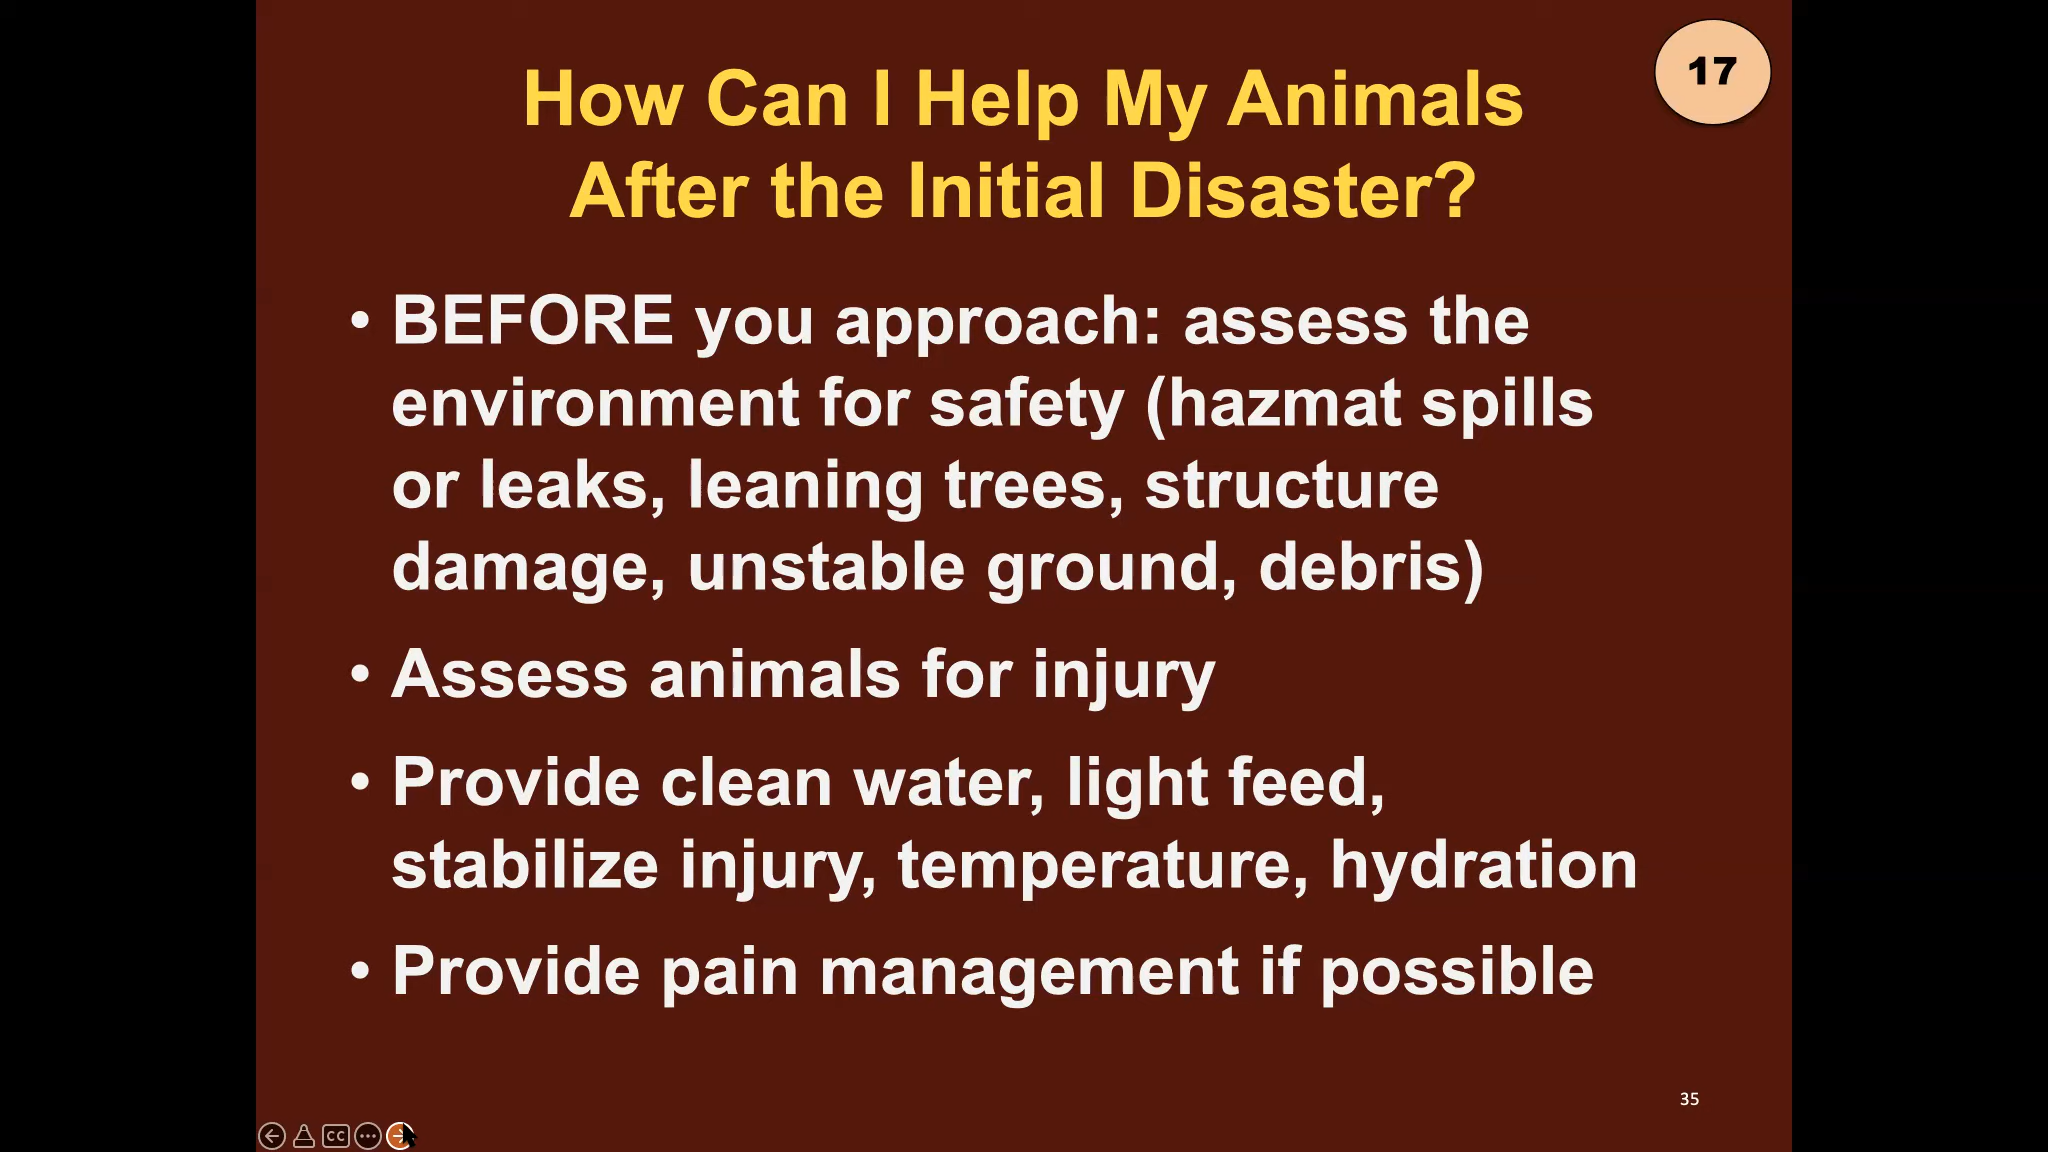 17
How Can I Help My Animals
After the Initial Disaster?
• BEFORE you approach: assess the
environment for safety (hazmat spills
or leaks, leaning trees, structure
damage, unstable ground, debris)
• Assess animals for injury
• Provide clean water, light feed,
stabilize injury, temperature, hydration
• Provide pain management if possible
35
CC